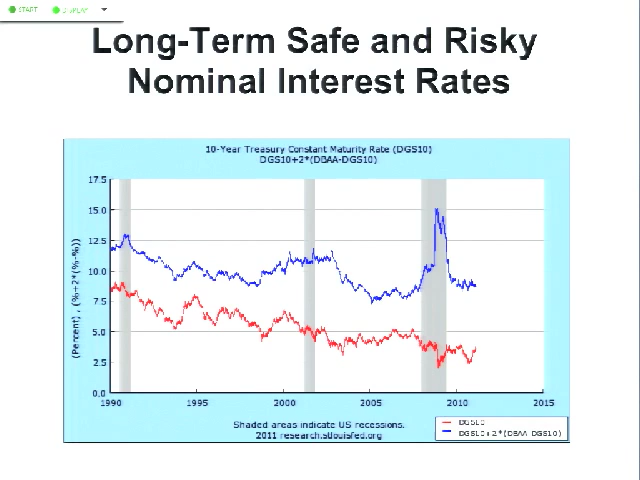 START DISPLAY
Long-Term Safe and Risky
Nominal Interest Rates
10-Year Treasury Constant Maturity Rate (DGS10)
DGS10+2*(DBAA-DGS10)
17.5
15.0
12.5
10.0
7.5
5.0
2.5
0.0
(Percent) , (%+2*(%-%))
1990 1995 2000 2005 2010 2015
Shaded areas indicate US recessions.
2011 research.stlouisfed.org
DGS10
DGS10+2*(DBAA-DGS10)